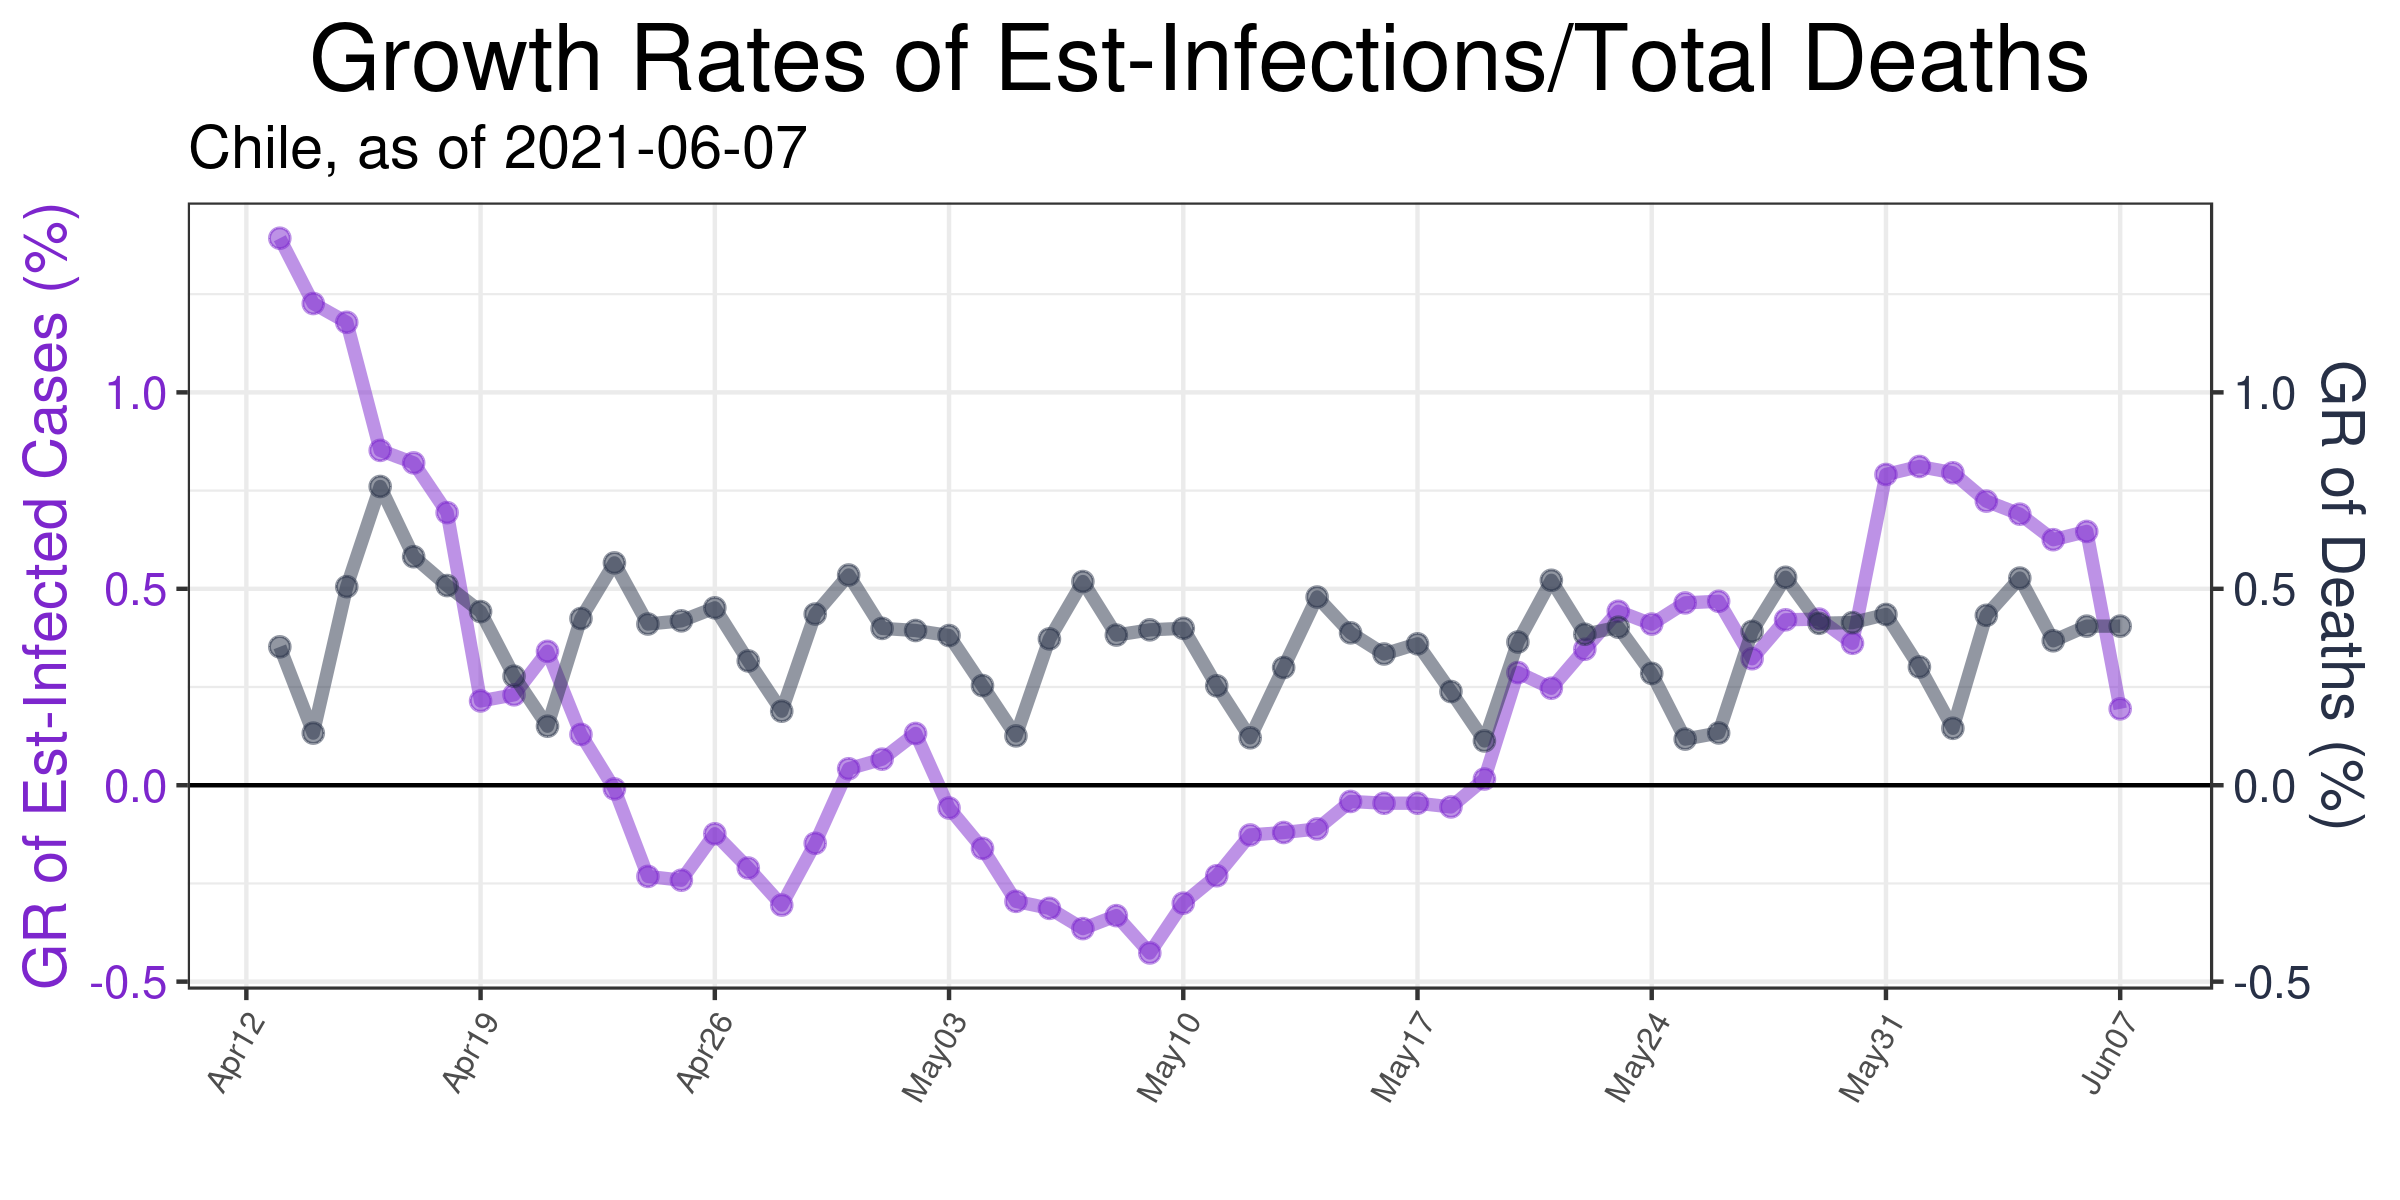 Growth Rates of Est-Infections/Total Deaths
Chile, as of 2021-06-07
GR of Est-Infected Cases (%)
1.0
0.5
0.0
-0.5
1.0
0.5
0.0
-0.5
GR of Deaths (%)
Apr12
Apr19
Apr26
May03
May10
May17
May24
May31
Jun07